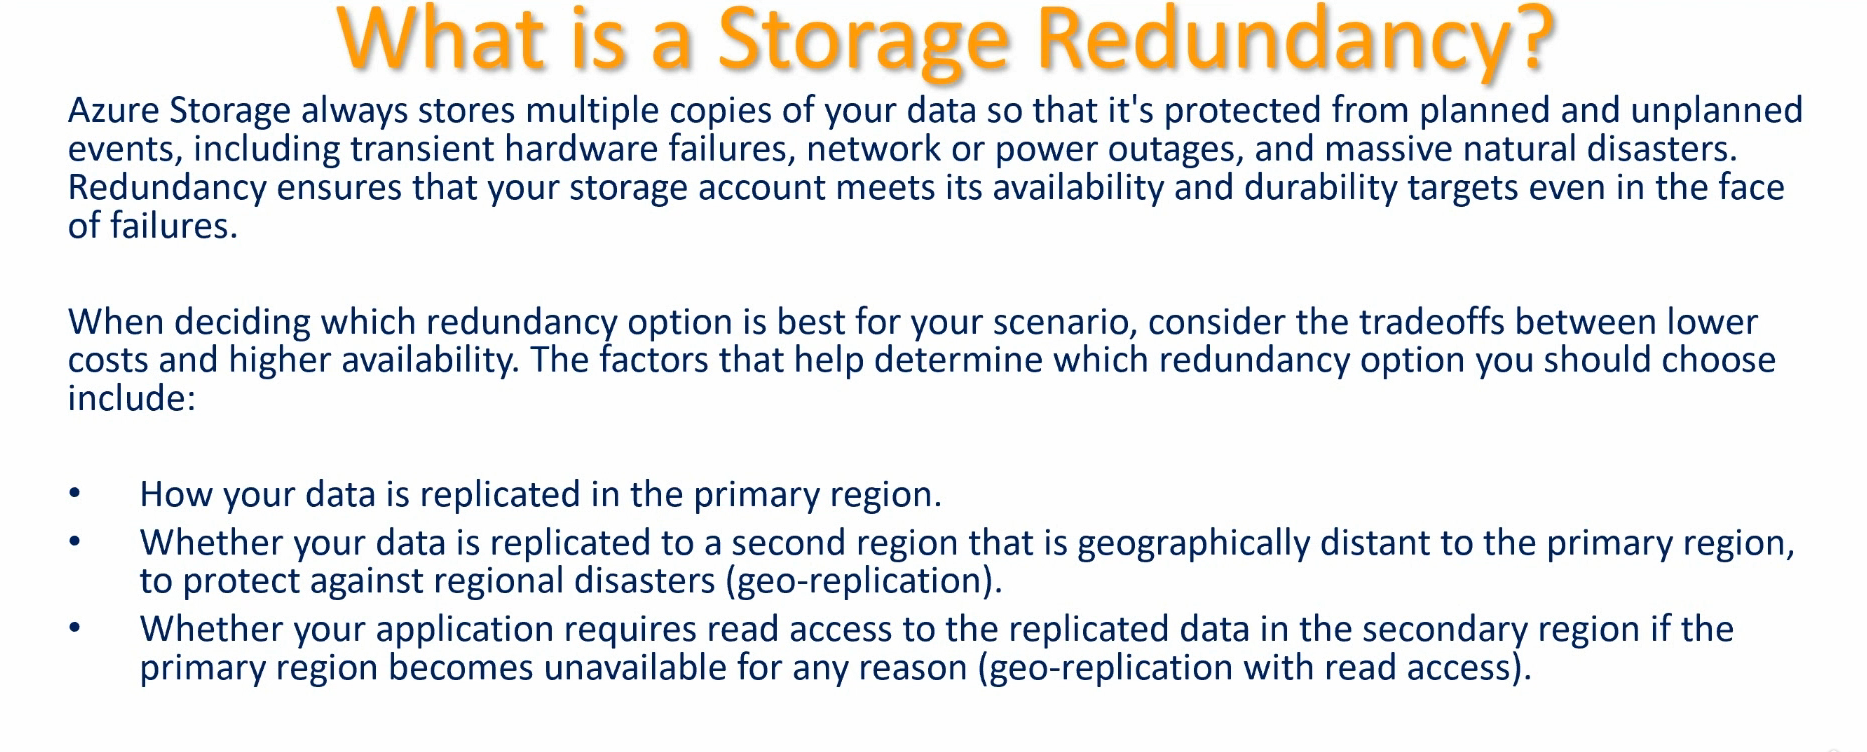 What is a Storage Redundancy?
Azure Storage always stores multiple copies of your data so that it's protected from planned and unplanned
events, including transient hardware failures, network or power outages, and massive natural disasters.
Redundancy ensures that your storage account meets its availability and durability targets even in the face
of failures.
When deciding which redundancy option is best for your scenario, consider the tradeoffs between lower
costs and higher availability. The factors that help determine which redundancy option you should choose
include:
• How your data is replicated in the primary region.
• Whether your data is replicated to a second region that is geographically distant to the primary region,
to protect against regional disasters (geo-replication).
• Whether your application requires read access to the replicated data in the secondary region if the
primary region becomes unavailable for any reason (geo-replication with read access).